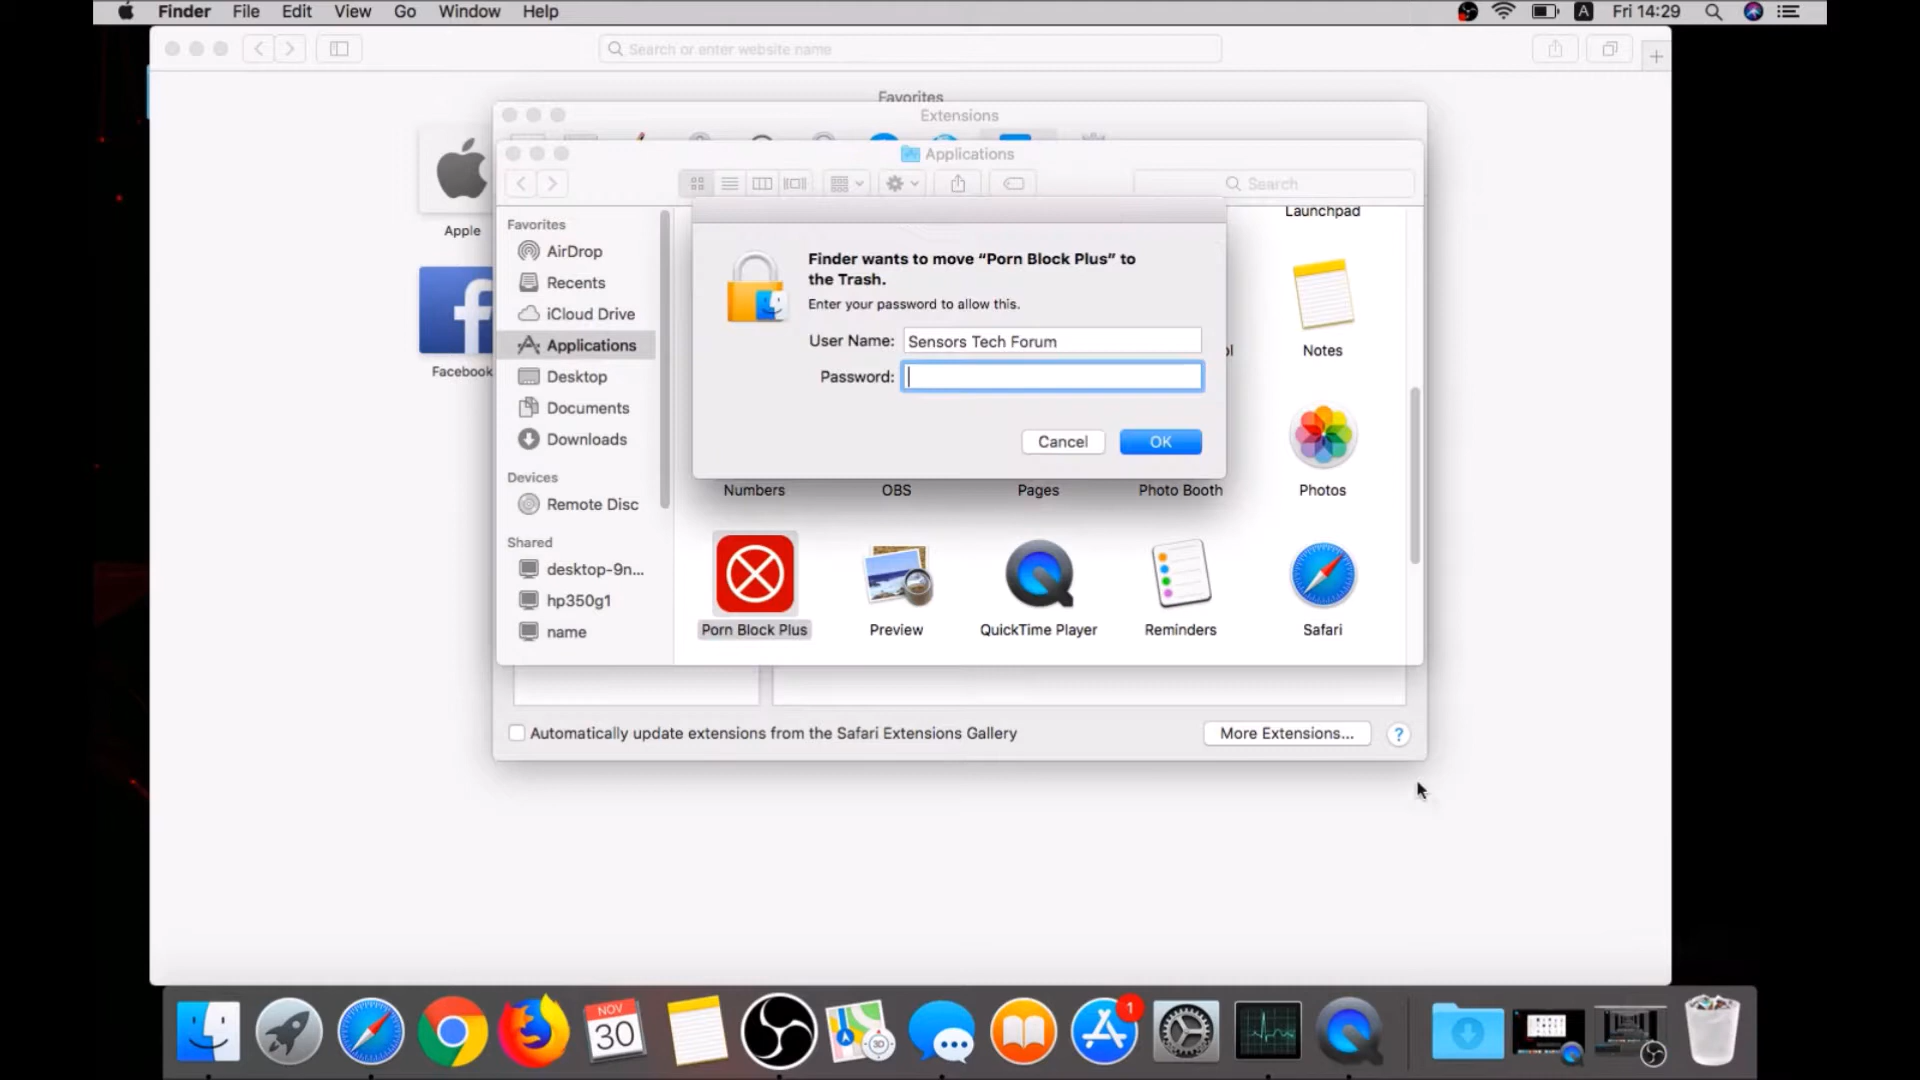 Finder File Edit View Go Window Help
A Fri 14:29
Search or enter website name
Favorites
Extensions
Applications
Search
Apple
Facebook
Favorites
AirDrop
Recents
iCloud Drive
Applications
Desktop
Documents
Downloads
Devices
Remote Disc
Shared
desktop-9n...
hp350g1
name
Finder wants to move “Porn Block Plus” to
the Trash.
Enter your password to allow this.
User Name: Sensors Tech Forum
Password:
Cancel OK
Launchpad
Notes
Numbers OBS Pages Photo Booth Photos
Porn Block Plus Preview QuickTime Player Reminders Safari
Automatically update extensions from the Safari Extensions Gallery
More Extensions... ?
NOV
30
3D
1